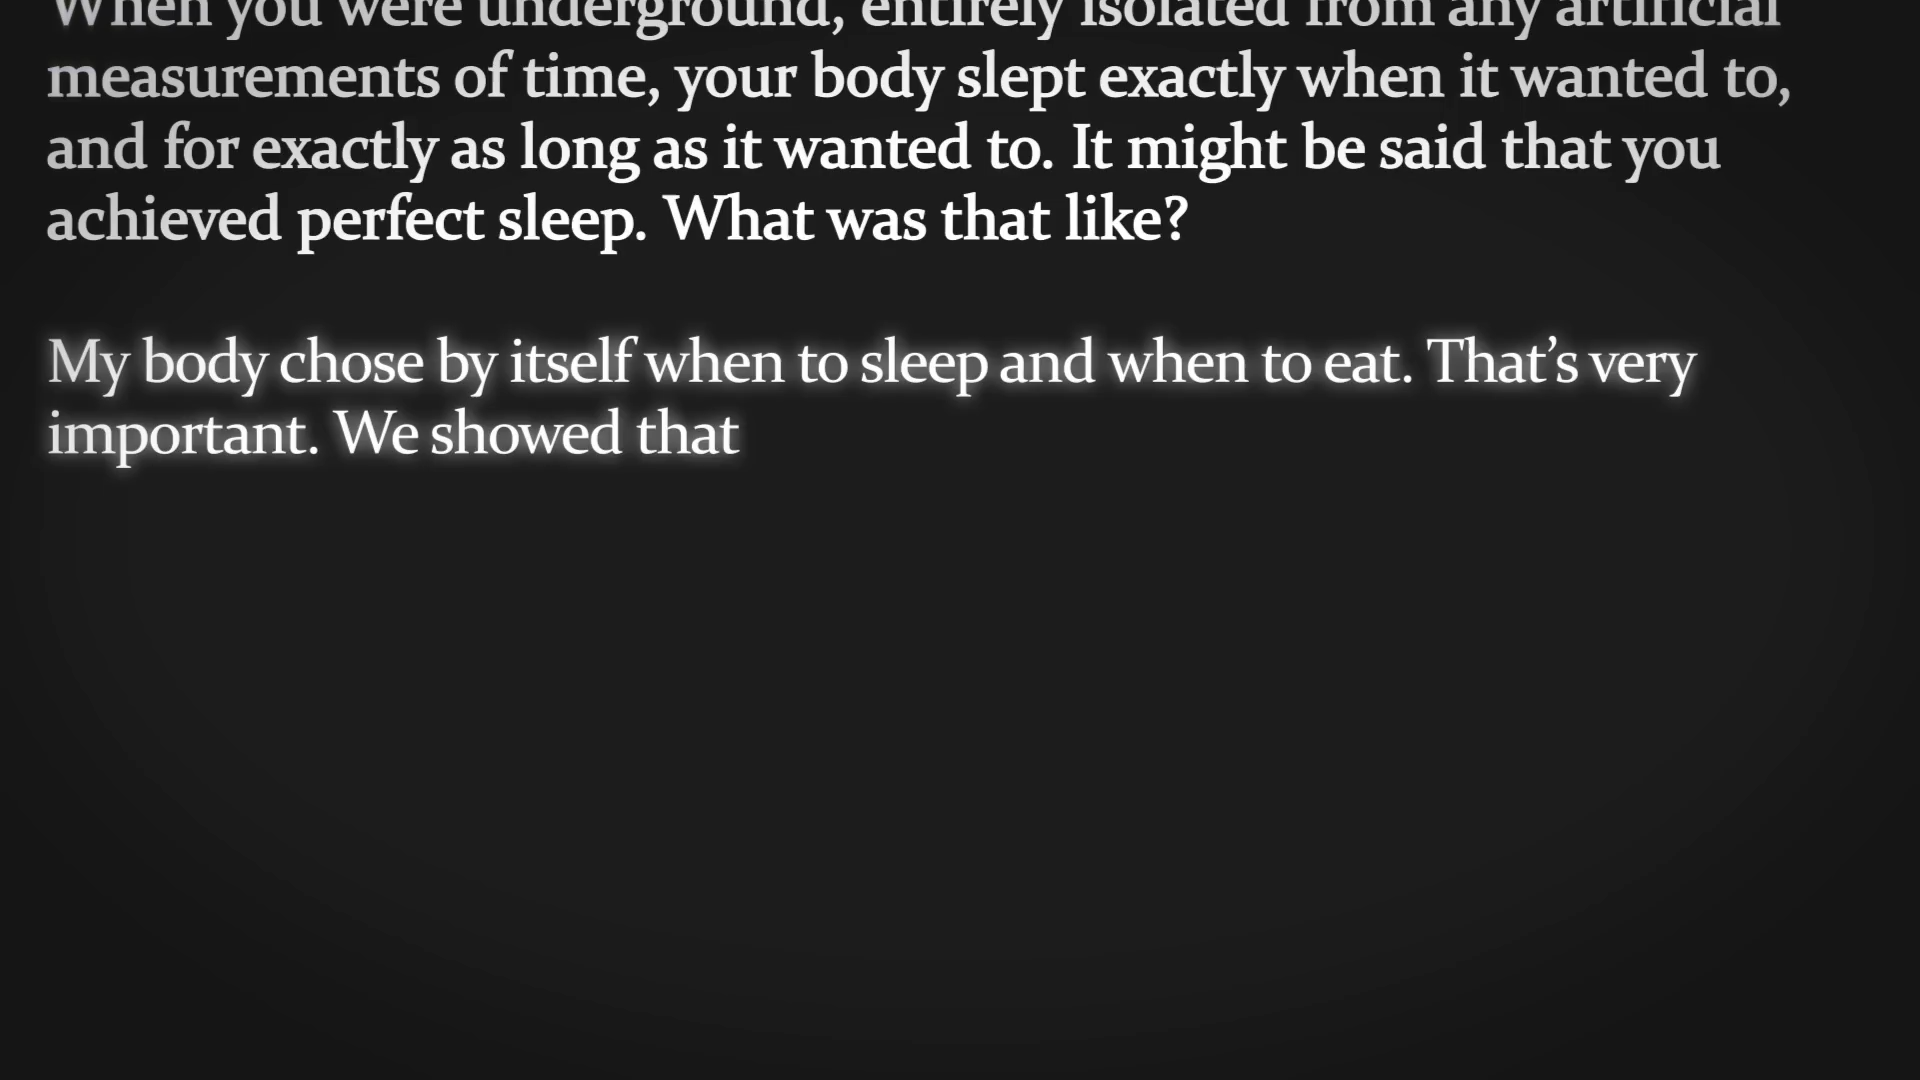 When you were underground, entirely isolated from any artificial
measurements of time, your body slept exactly when it wanted to,
and for exactly as long as it wanted to. It might be said that you
achieved perfect sleep. What was that like?
My body chose by itself when to sleep and when to eat. That’s very
important. We showed that